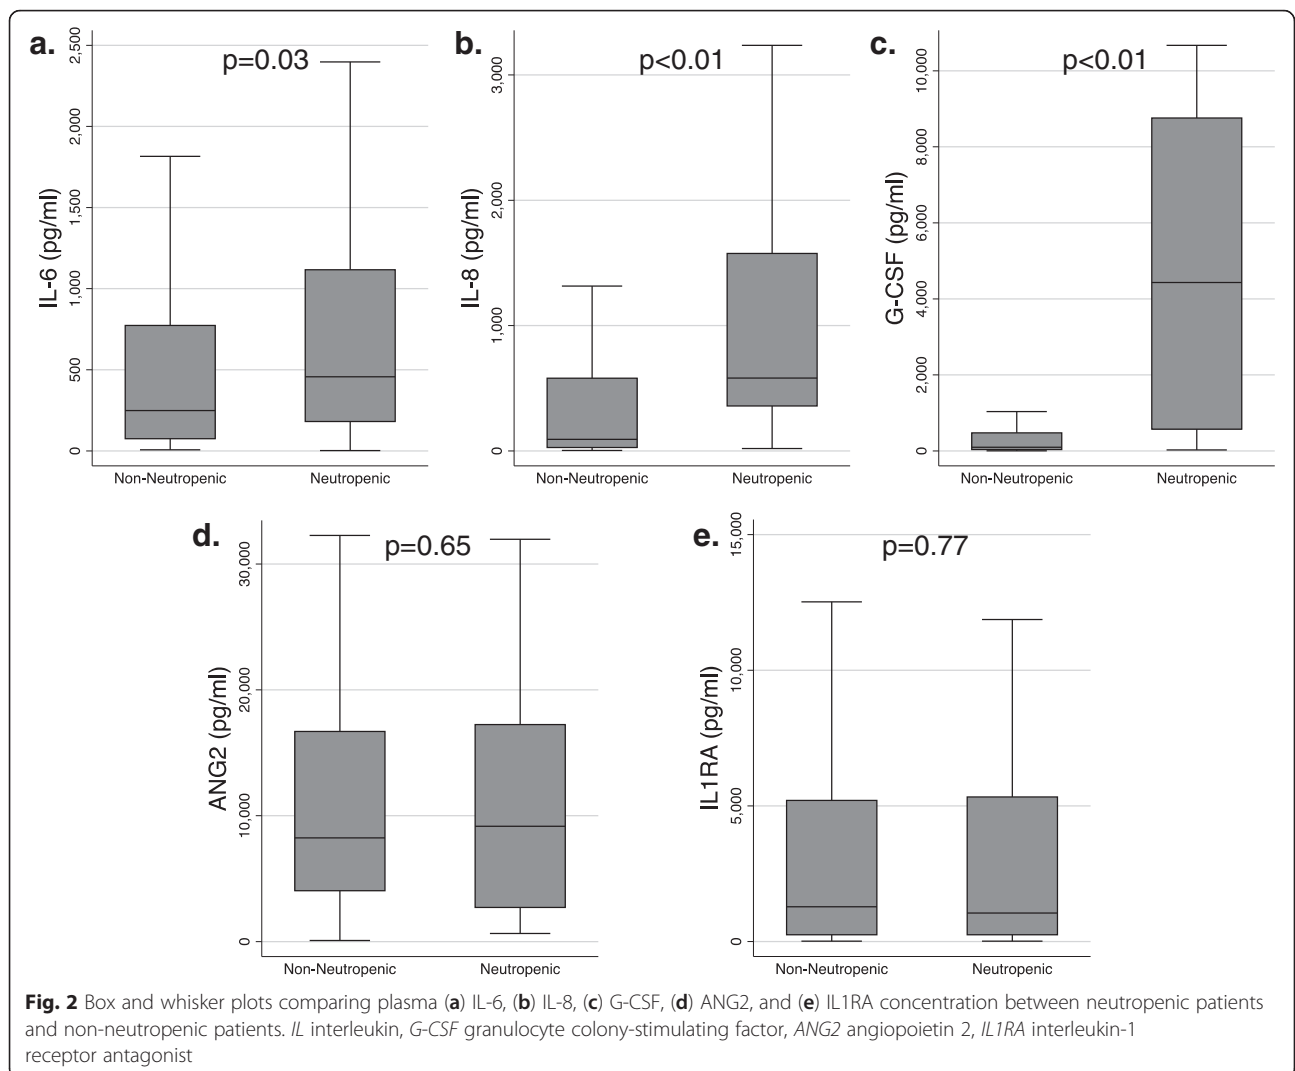 a.
p=0.03
IL-6 (pg/ml)
2,500
2,000
1,500
1,000
500
0
Non-Neutropenic Neutropenic
b.
p<0.01
IL-8 (pg/ml)
3,000
2,000
1,000
0
Non-Neutropenic Neutropenic
c.
p<0.01
G-CSF (pg/ml)
10,000
8,000
6,000
4,000
2,000
0
Non-Neutropenic Neutropenic
d.
p=0.65
ANG2 (pg/ml)
30,000
20,000
10,000
0
Non-Neutropenic Neutropenic
e.
p=0.77
IL1RA (pg/ml)
15,000
10,000
5,000
0
Non-Neutropenic Neutropenic
Fig. 2 Box and whisker plots comparing plasma (a) IL-6, (b) IL-8, (c) G-CSF, (d) ANG2, and (e) IL1RA concentration between neutropenic patients
and non-neutropenic patients. IL interleukin, G-CSF granulocyte colony-stimulating factor, ANG2 angiopoietin 2, IL1RA interleukin-1
receptor antagonist